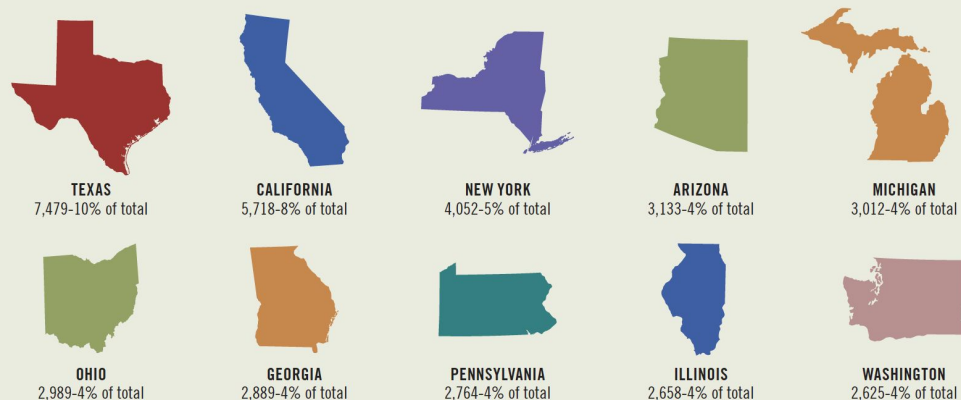 TEXAS
7,479-10% of total
CALIFORNIA
5,718-8% of total
NEW YORK
4,052-5% of total
ARIZONA
3,133-4% of total
MICHIGAN
3,012-4% of total
OHIO
2,989-4% of total
GEORGIA
2,889-4% of total
PENNSYLVANIA
2,764-4% of total
ILLINOIS
2,658-4% of total
WASHINGTON
2,625-4% of total